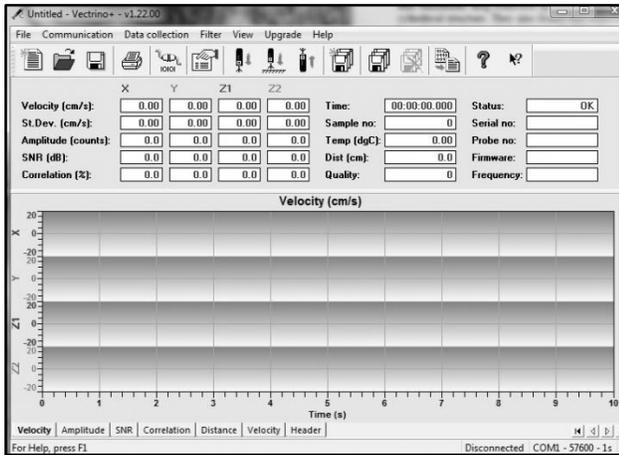 Untitled - Vectrino+ - v1.22.00
File Communication Data collection Filter View Upgrade Help
X Y Z1 Z2
Velocity (cm/s): 0.00 0.00 0.00 0.00 Time: 00:00:00.000 Status: OK
St.Dev. (cm/s): 0.00 0.00 0.00 0.00 Sample no: 0 Serial no:
Amplitude (counts): 0.0 0.0 0.0 0.0 Temp (dgC): 0.00 Probe no:
SNR (dB): 0.0 0.0 0.0 0.0 Dist (cm): 0.0 Firmware:
Correlation (%): 0.0 0.0 0.0 0.0 Quality: 0 Frequency:
Velocity (cm/s)
20
X 0
-20
20
Y 0
-20
20
Z1 0
-20
20
Z2 0
-20
0 1 2 3 4 5 6 7 8 9 10
Time (s)
Velocity Amplitude SNR Correlation Distance Velocity Header
For Help, press F1 Disconnected COM1 - 57600 - 1s